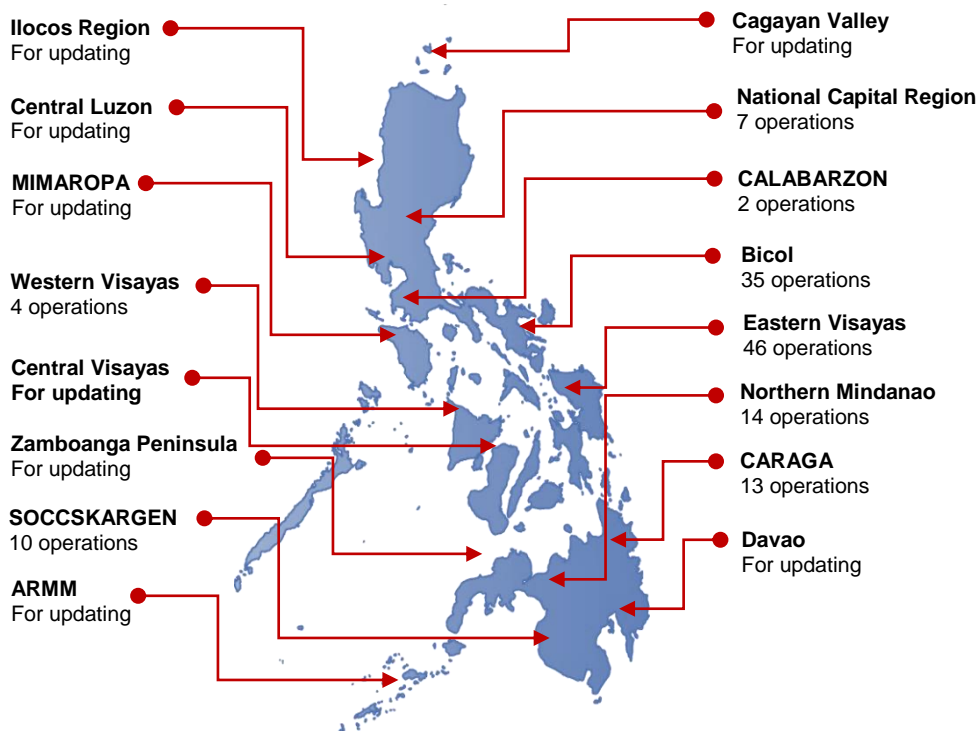 Ilocos Region
For updating
Central Luzon
For updating
MIMAROPA
For updating
Western Visayas
4 operations
Central Visayas
For updating
Zamboanga Peninsula
For updating
SOCCSKARGEN
10 operations
ARMM
For updating
Cagayan Valley
For updating
National Capital Region
7 operations
CALABARZON
2 operations
Bicol
35 operations
Eastern Visayas
46 operations
Northern Mindanao
14 operations
CARAGA
13 operations
Davao
For updating